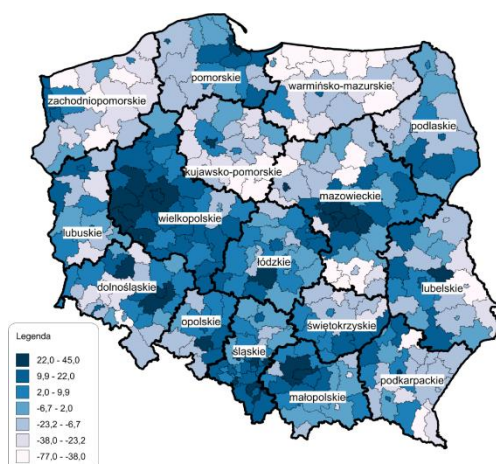 pomorskie
warmińsko-mazurskie
zachodniopomorskie
podlaskie
kujawsko-pomorskie
mazowieckie
wielkopolskie
lubuskie
łódzkie
dolnośląskie
lubelskie
opolskie
świętokrzyskie
śląskie
podkarpackie
małopolskie
Legenda
22,0 - 45,0
9,9 - 22,0
2,0 - 9,9
-6,7 - 2,0
-23,2 - -6,7
-38,0 - -23,2
-77,0 - -38,0